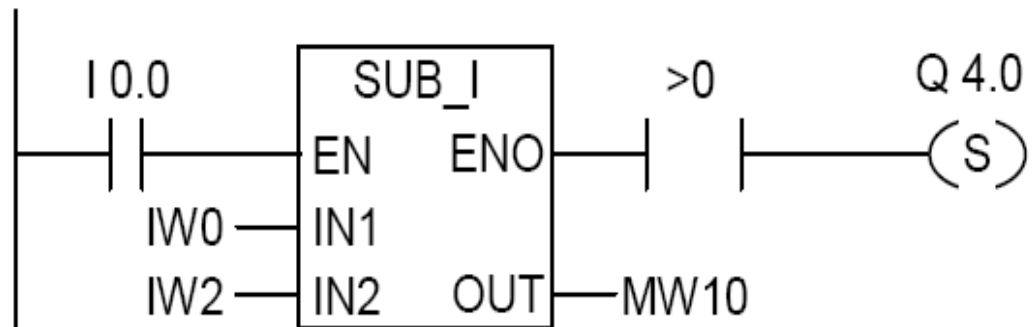 I 0.0 SUB_I >0 Q 4.0
EN ENO (S)
IW0 IN1
IW2 IN2 OUT MW10